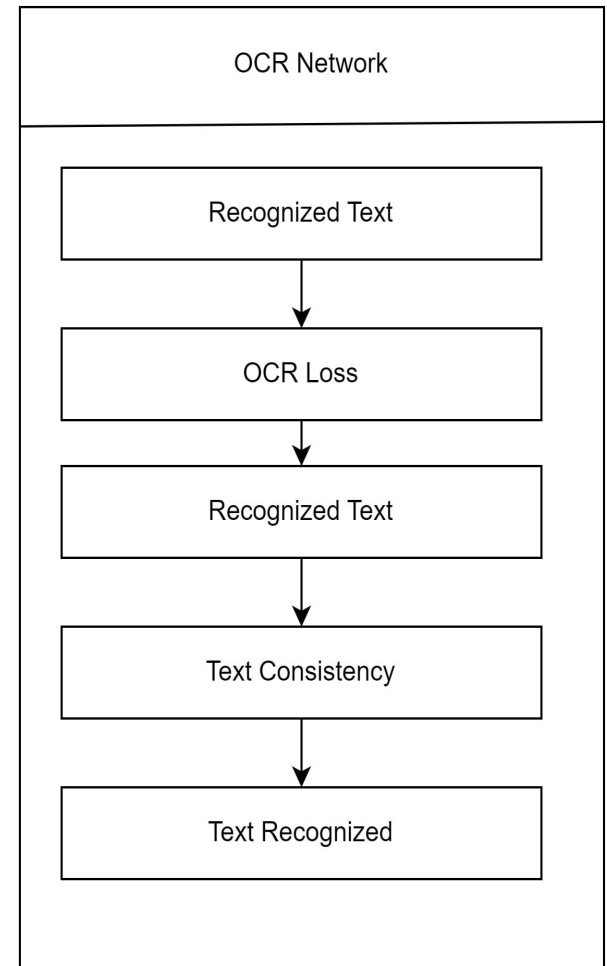 OCR Network
Recognized Text
OCR Loss
Recognized Text
Text Consistency
Text Recognized